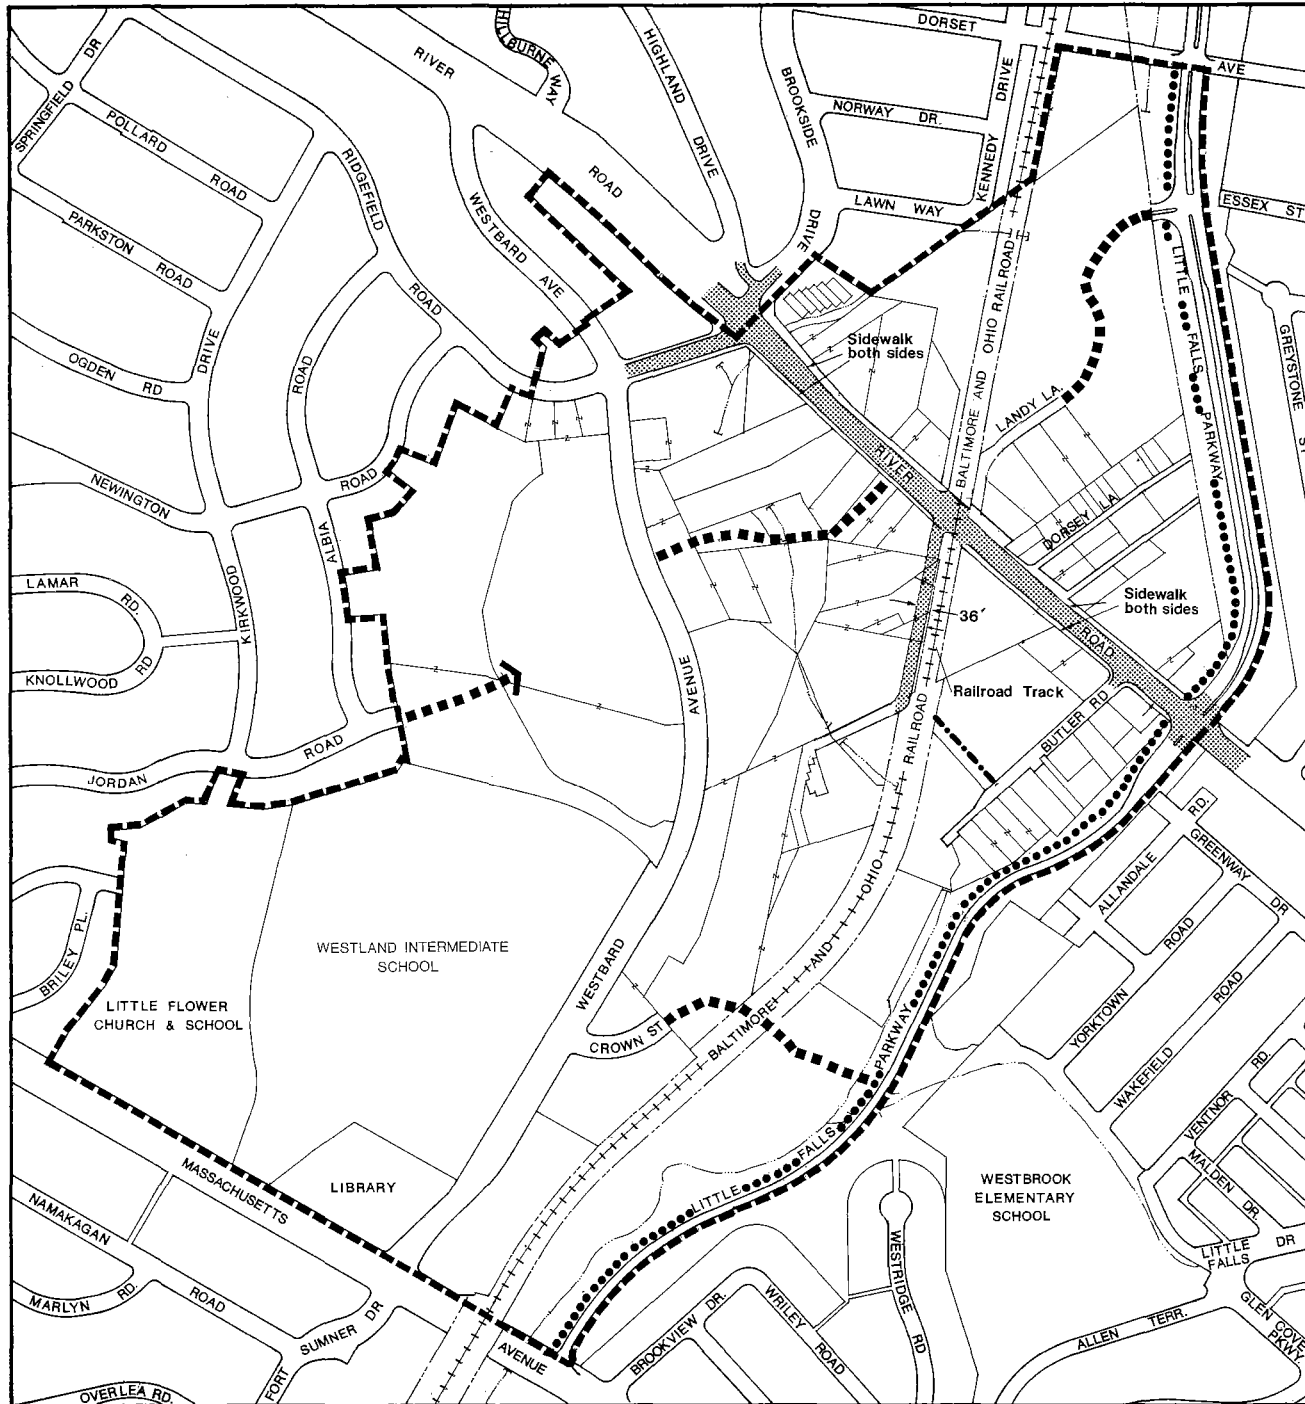 DORSET
AVE
HILLBURNE WAY
HIGHLAND
DRIVE
RIVER
ROAD
SPRINGFIELD DR
POLLARD
ROAD
PARKSTON
ROAD
RIDGEFIELD
ROAD
WESTBARD AVE
BROOKSIDE
DRIVE
NORWAY DR.
KENNEDY
DRIVE
LAWN WAY
ESSEX ST
GREYSTONE
LITTLE
FALLS
PARKWAY
BALTIMORE AND OHIO RAILROAD
LANDY LA.
DORSEY LA.
Sidewalk
both sides
RIVER
ROAD
Sidewalk
both sides
36'
Railroad Track
BUTLER RD
OGDEN RD
DRIVE
ROAD
NEWINGTON
ROAD
ALBIA
KIRKWOOD
LAMAR
RD.
KNOLLWOOD
RD
JORDAN
ROAD
WESTBARD
AVENUE
BRILEY PL.
LITTLE FLOWER
CHURCH & SCHOOL
WESTLAND INTERMEDIATE
SCHOOL
CROWN ST
BALTIMORE
AND
OHIO
RAILROAD
LITTLE
FALLS
PARKWAY
RD.
ALLANDALE
GREENWAY
DR
YORKTOWN
ROAD
WAKEFIELD
ROAD
VENTNOR
RD
MALDEN DR.
LITTLE
FALLS
DR
GLEN COVE
PKWY.
ALLEN TERR.
WESTBROOK
ELEMENTARY
SCHOOL
WESTRIDGE RD
WRILEY
ROAD
BROOKVIEW DR.
LIBRARY
MASSACHUSETTS
AVENUE
NAMAKAGAN
ROAD
MARLYN RD.
FORT
SUMNER
DR
OVERLEA RD.